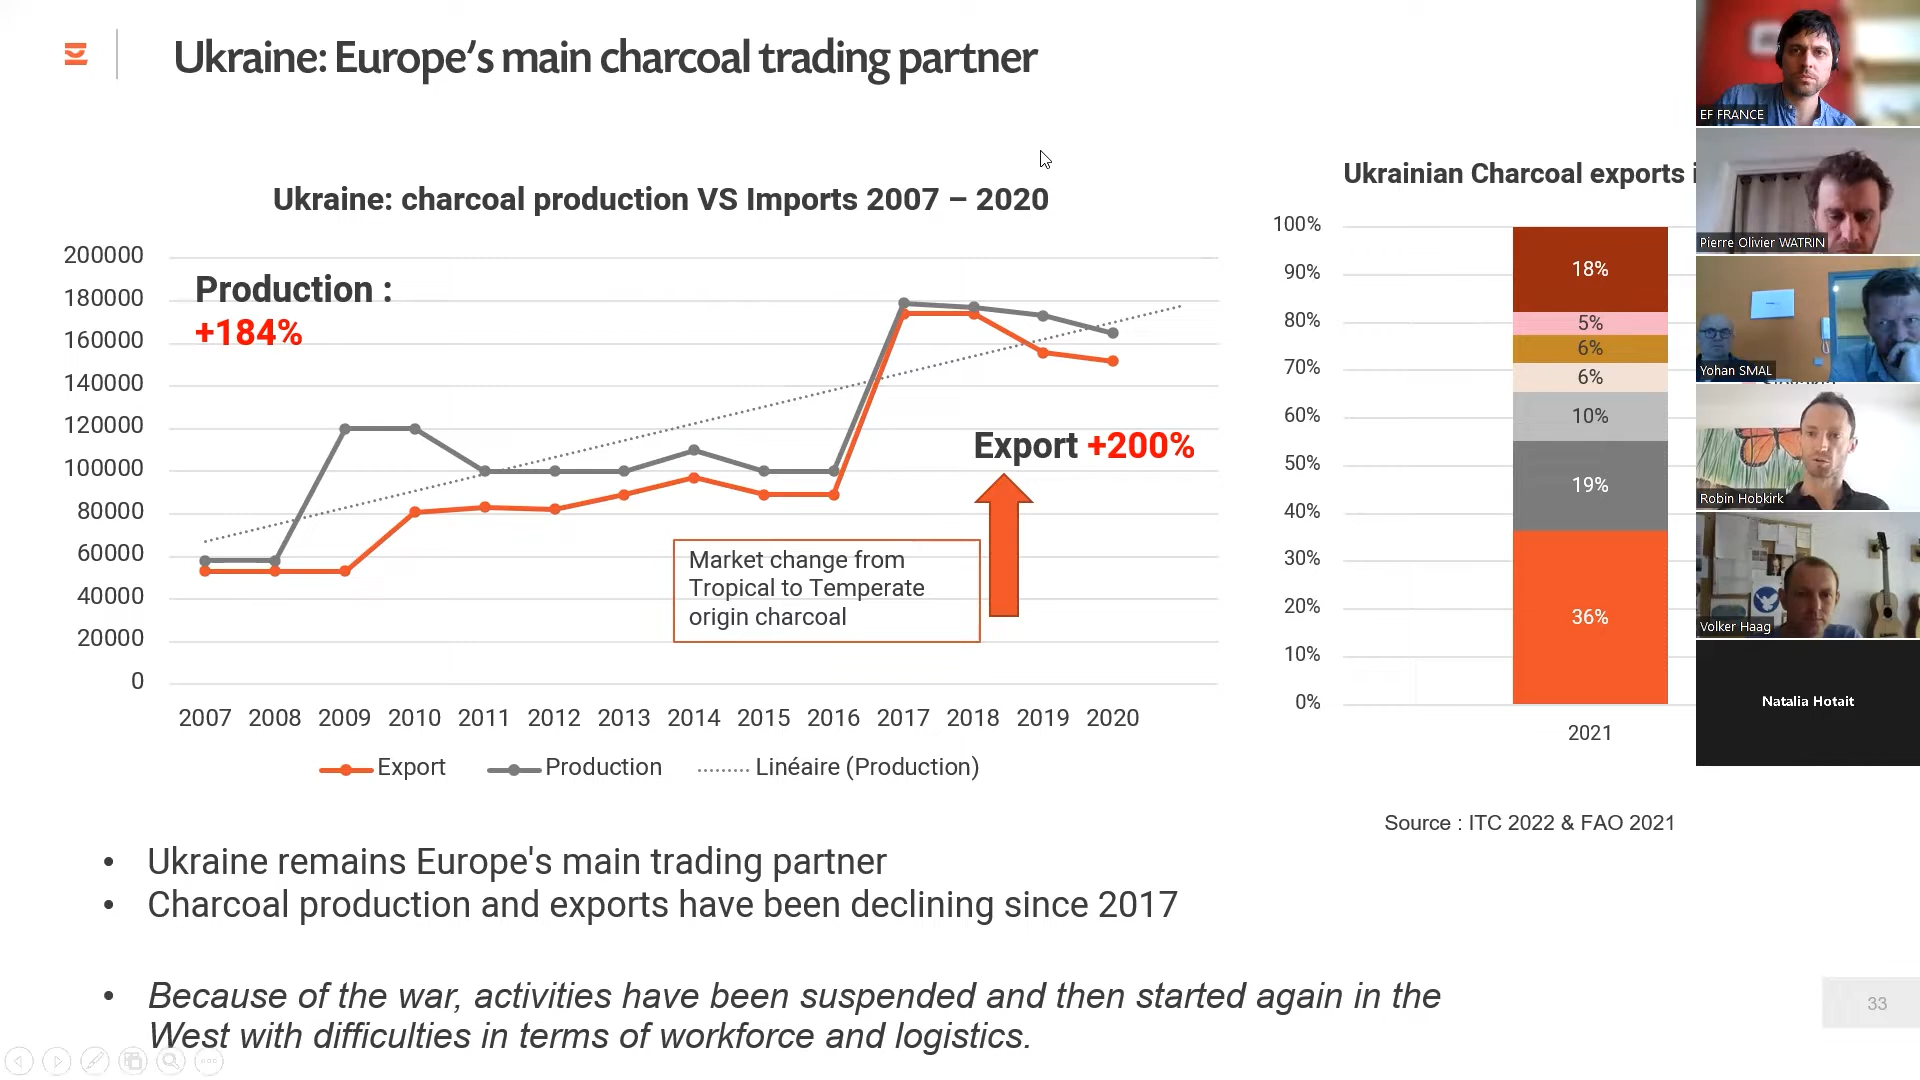 Ukraine: Europe's main charcoal trading partner
Ukraine: charcoal production VS Imports 2007 – 2020
200000
180000
160000
140000
120000
100000
80000
60000
40000
20000
0
Production :
+184%
Export +200%
Market change from
Tropical to Temperate
origin charcoal
2007 2008 2009 2010 2011 2012 2013 2014 2015 2016 2017 2018 2019 2020
Export Production Linéaire (Production)
Ukrainian Charcoal exports i
100%
90%
80%
70%
60%
50%
40%
30%
20%
10%
0%
18%
5%
6%
6%
10%
19%
36%
2021
Source : ITC 2022 & FAO 2021
• Ukraine remains Europe's main trading partner
• Charcoal production and exports have been declining since 2017
• Because of the war, activities have been suspended and then started again in the
West with difficulties in terms of workforce and logistics.
33
EF FRANCE
Pierre Olivier WATRIN
Yohan SMAL
Robin Hobkirk
Volker Haag
Natalia Hotait